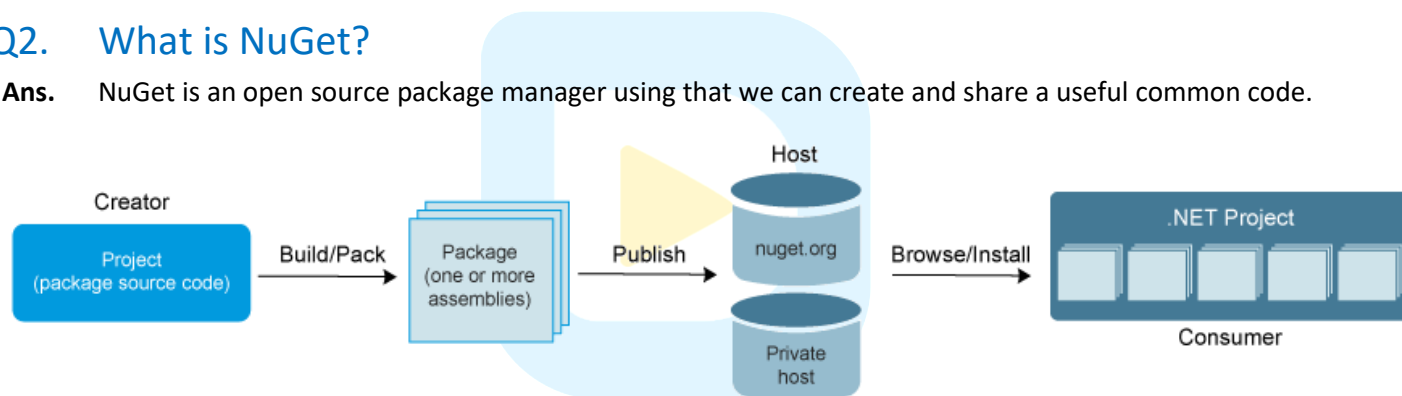 Q2. What is NuGet?
Ans. NuGet is an open source package manager using that we can create and share a useful common code.
Creator
Project
(package source code)
Build/Pack
Package
(one or more
assemblies)
Publish
Host
nuget.org
Private
host
Browse/Install
.NET Project
Consumer